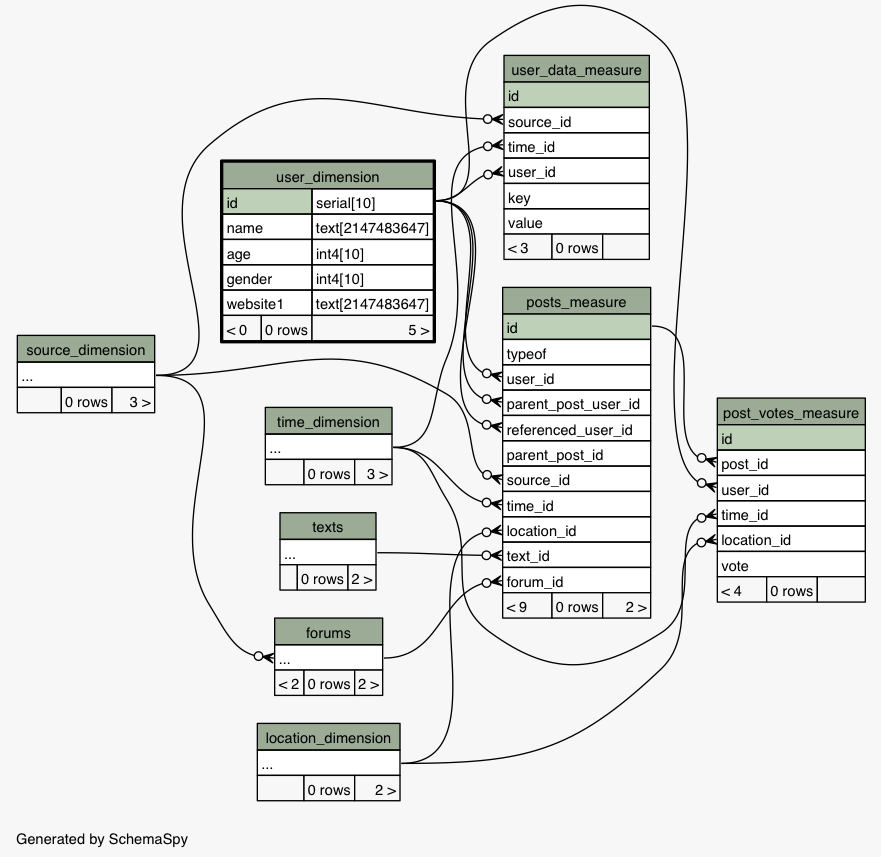 user_data_measure
id
source_id
time_id
user_id
key
value
< 3 0 rows
user_dimension
id serial[10]
name text[2147483647]
age int4[10]
gender int4[10]
website1 text[2147483647]
< 0 0 rows 5 >
posts_measure
id
typeof
user_id
parent_post_user_id
referenced_user_id
parent_post_id
source_id
time_id
location_id
text_id
forum_id
< 9 0 rows 2 >
source_dimension
...
0 rows 3 >
time_dimension
...
0 rows 3 >
post_votes_measure
id
post_id
user_id
time_id
location_id
vote
< 4 0 rows
texts
...
0 rows 2 >
forums
...
< 2 0 rows 2 >
location_dimension
...
0 rows 2 >
Generated by SchemaSpy